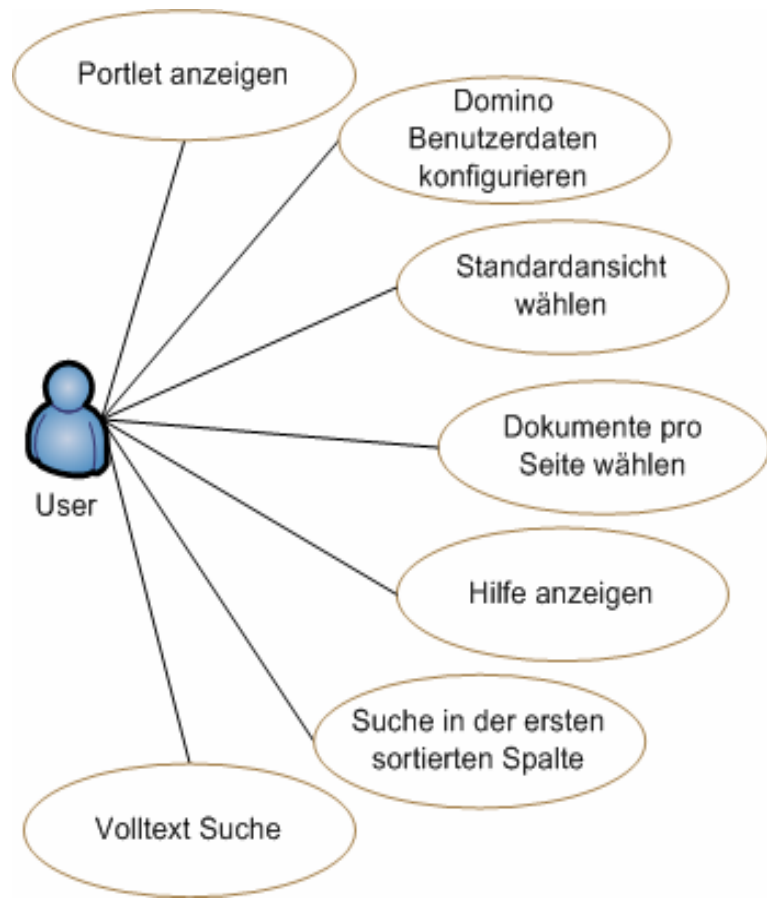 Portlet anzeigen
Domino
Benutzerdaten
konfigurieren
Standardansicht
wählen
Dokumente pro
Seite wählen
User
Hilfe anzeigen
Suche in der ersten
sortierten Spalte
Volltext Suche